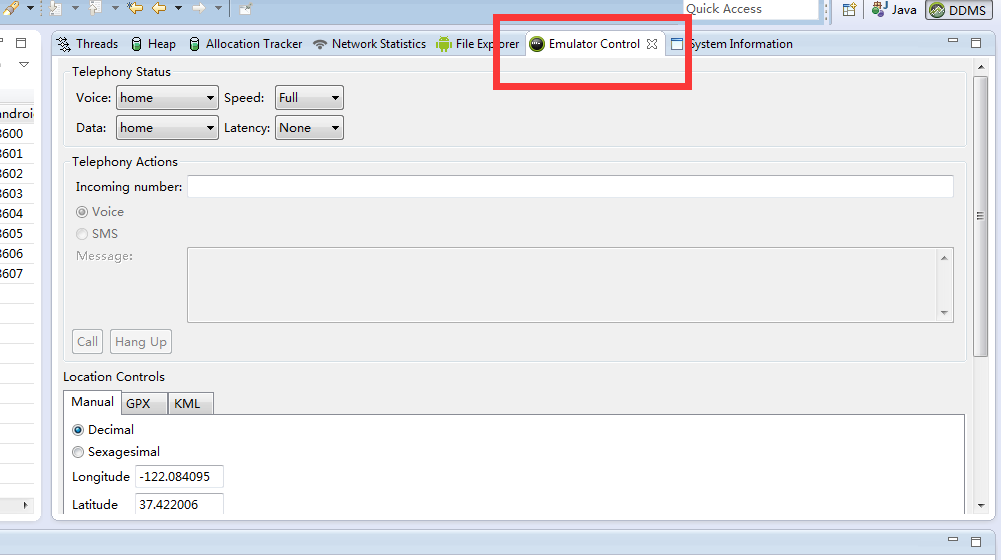 Quick Access
Java
DDMS
Threads
Heap
Allocation Tracker
Network Statistics
File Explorer
Emulator Control
System Information
Telephony Status
Voice: home Speed: Full
Data: home Latency: None
Telephony Actions
Incoming number:
Voice
SMS
Message:
Call Hang Up
Location Controls
Manual GPX KML
Decimal
Sexagesimal
Longitude -122.084095
Latitude 37.422006
androi
8600
8601
8602
8603
8604
8605
8606
8607